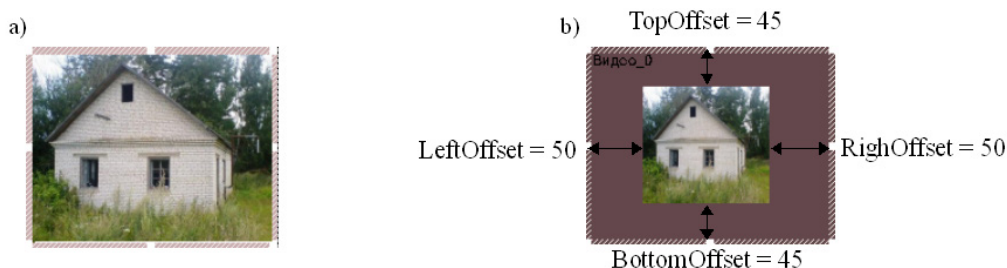 a)
b)
TopOffset = 45
Видео_0
LeftOffset = 50
RighOffset = 50
BottomOffset = 45